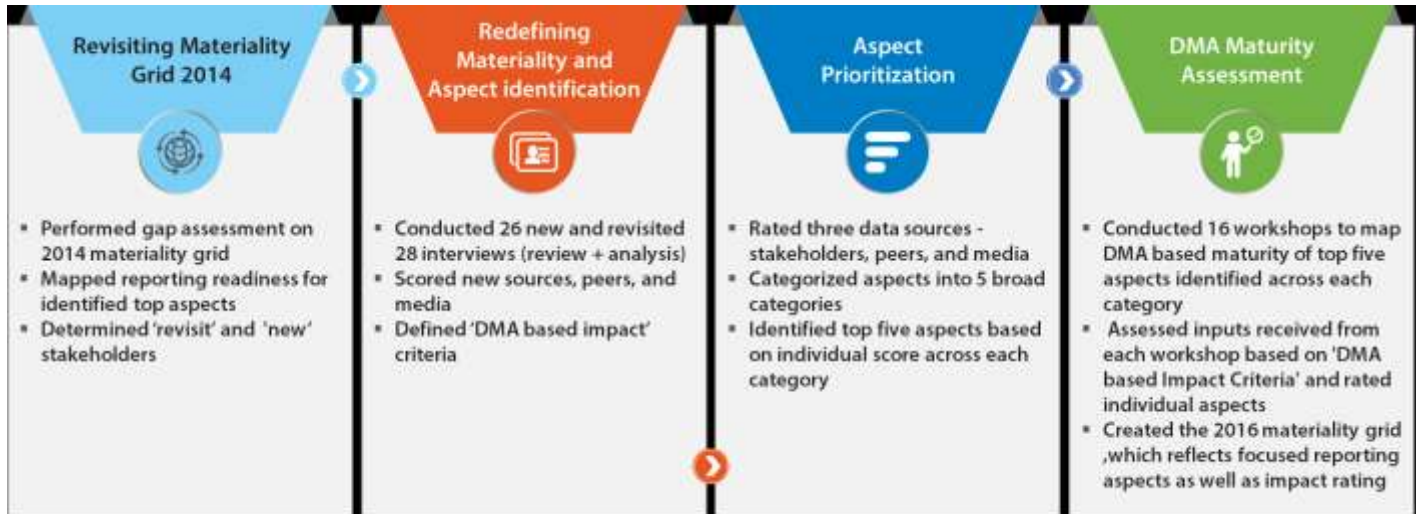 Revisiting Materiality
Grid 2014
▪ Performed gap assessment on
2014 materiality grid
▪ Mapped reporting readiness for
identified top aspects
▪ Determined 'revisit' and 'new'
stakeholders
Redefining
Materiality and
Aspect identification
▪ Conducted 26 new and revisited
28 interviews (review + analysis)
▪ Scored new sources, peers, and
media
▪ Defined 'DMA based impact'
criteria
Aspect
Prioritization
▪ Rated three data sources -
stakeholders, peers, and media
▪ Categorized aspects into 5 broad
categories
▪ Identified top five aspects based
on individual score across each
category
DMA Maturity
Assessment
▪ Conducted 16 workshops to map
DMA based maturity of top five
aspects identified across each
category
▪ Assessed inputs received from
each workshop based on 'DMA
based Impact Criteria' and rated
individual aspects
▪ Created the 2016 materiality grid
,which reflects focused reporting
aspects as well as impact rating